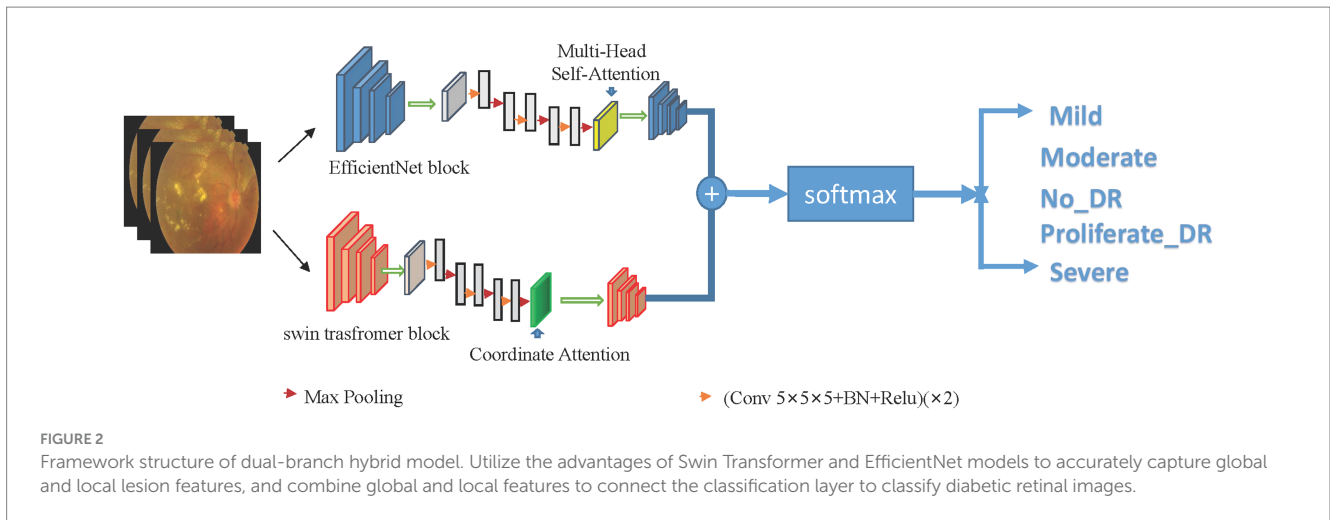 Multi-Head
Self-Attention
EfficientNet block
+
softmax
Mild
Moderate
No_DR
Proliferate_DR
Severe
swin trasfromer block
Coordinate Attention
Max Pooling
(Conv 5×5×5+BN+Relu)(×2)
FIGURE 2
Framework structure of dual-branch hybrid model. Utilize the advantages of Swin Transformer and EfficientNet models to accurately capture global
and local lesion features, and combine global and local features to connect the classification layer to classify diabetic retinal images.